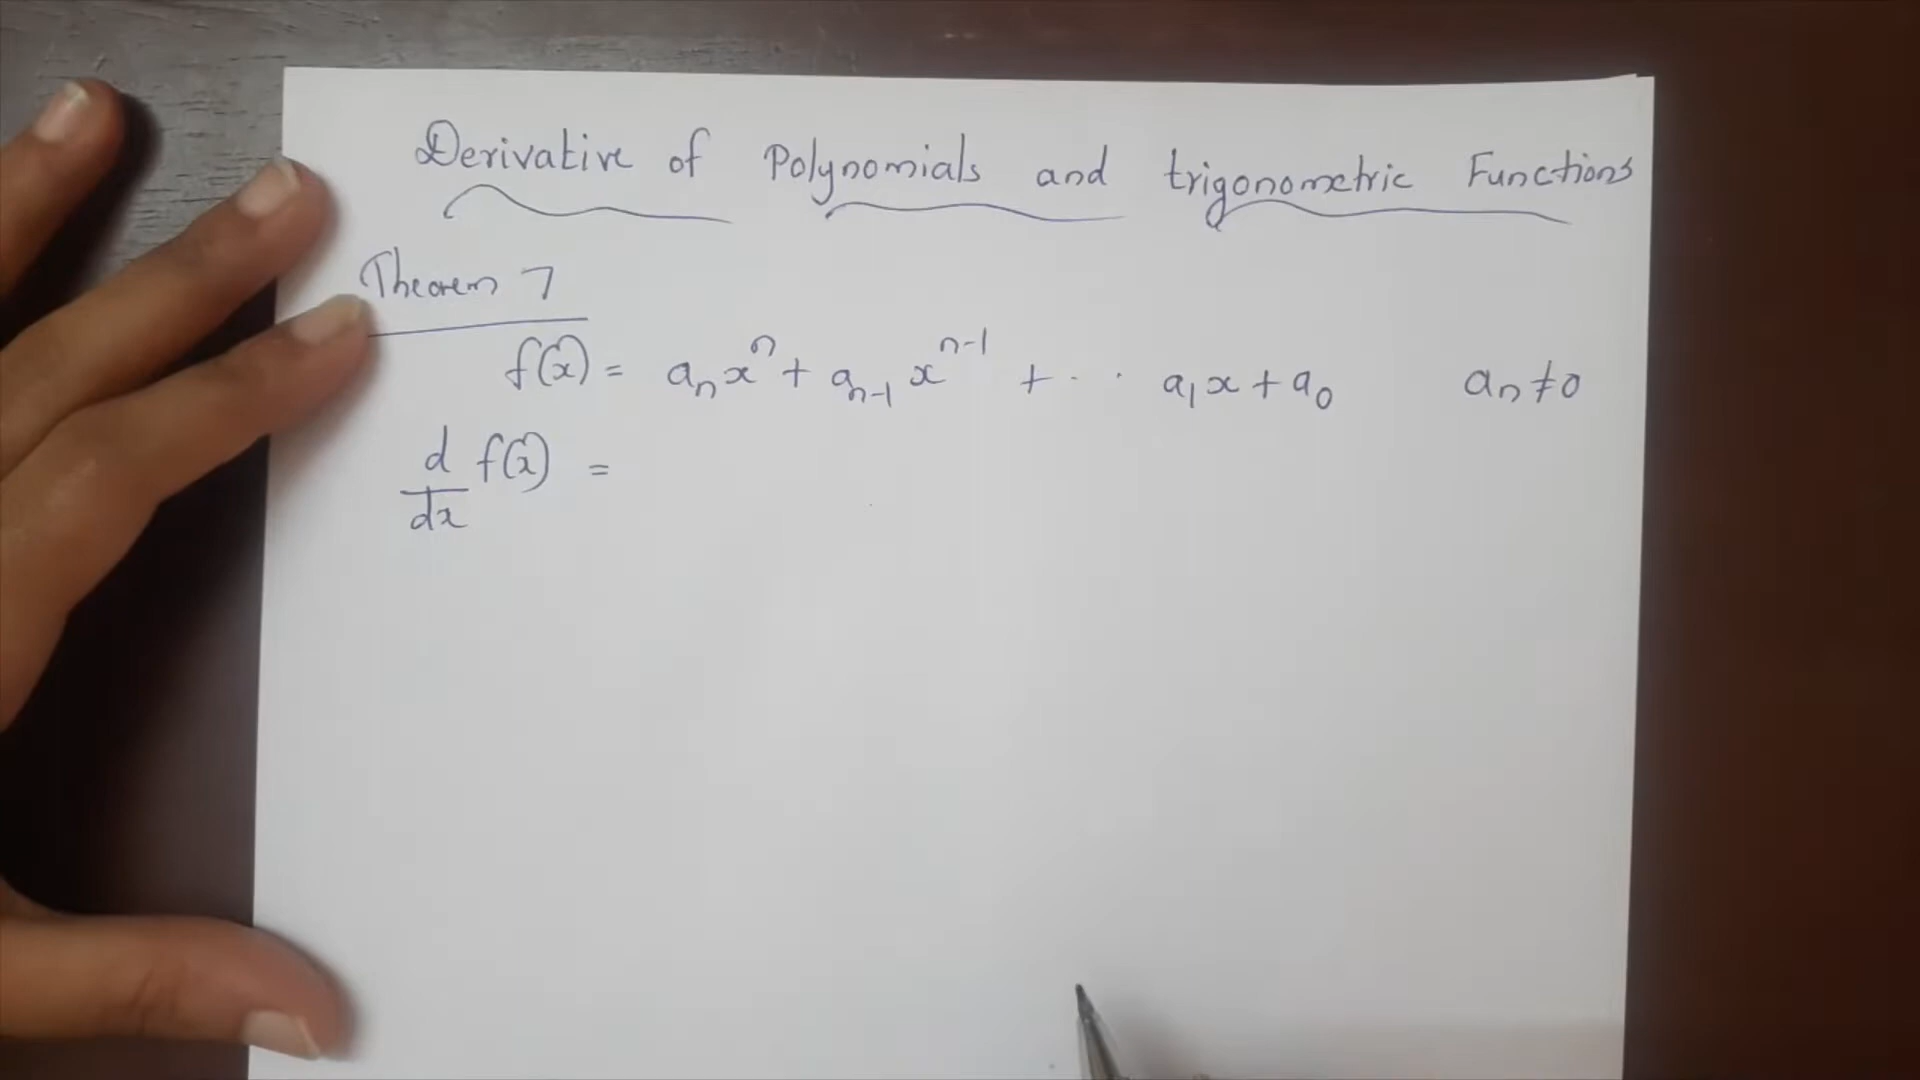 Derivative of Polynomials and trigonometric Functions
Theorem 7
f(x) = aₙxⁿ + aₙ₋₁xⁿ⁻¹ + · · a₁x + a₀ aₙ ≠ 0
d/dx f(x) =